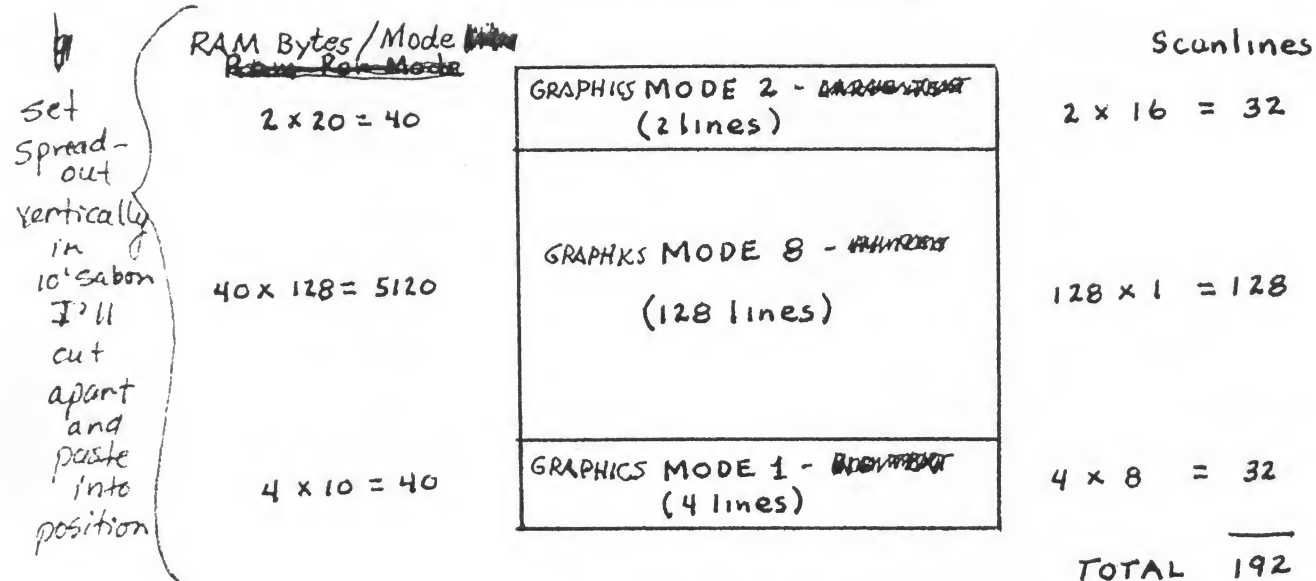 RAM Bytes/Mode
Scanlines
set
spread-
out
vertically
in
10' Sabon
I'll
cut
apart
and
paste
into
position
2 x 20 = 40
GRAPHICS MODE 2 -
(2 lines)
2 x 16 = 32
40 x 128 = 5120
GRAPHICS MODE 8 -
(128 lines)
128 x 1 = 128
4 x 10 = 40
GRAPHICS MODE 1 -
(4 lines)
4 x 8 = 32
TOTAL 192